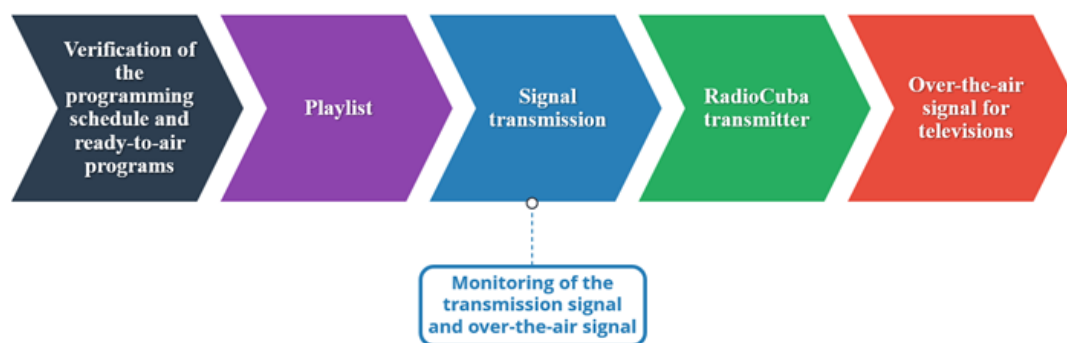 Verification of
the
programming
schedule and
ready-to-air
programs
Playlist
Signal
transmission
RadioCuba
transmitter
Over-the-air
signal for
televisions
Monitoring of the
transmission signal
and over-the-air signal